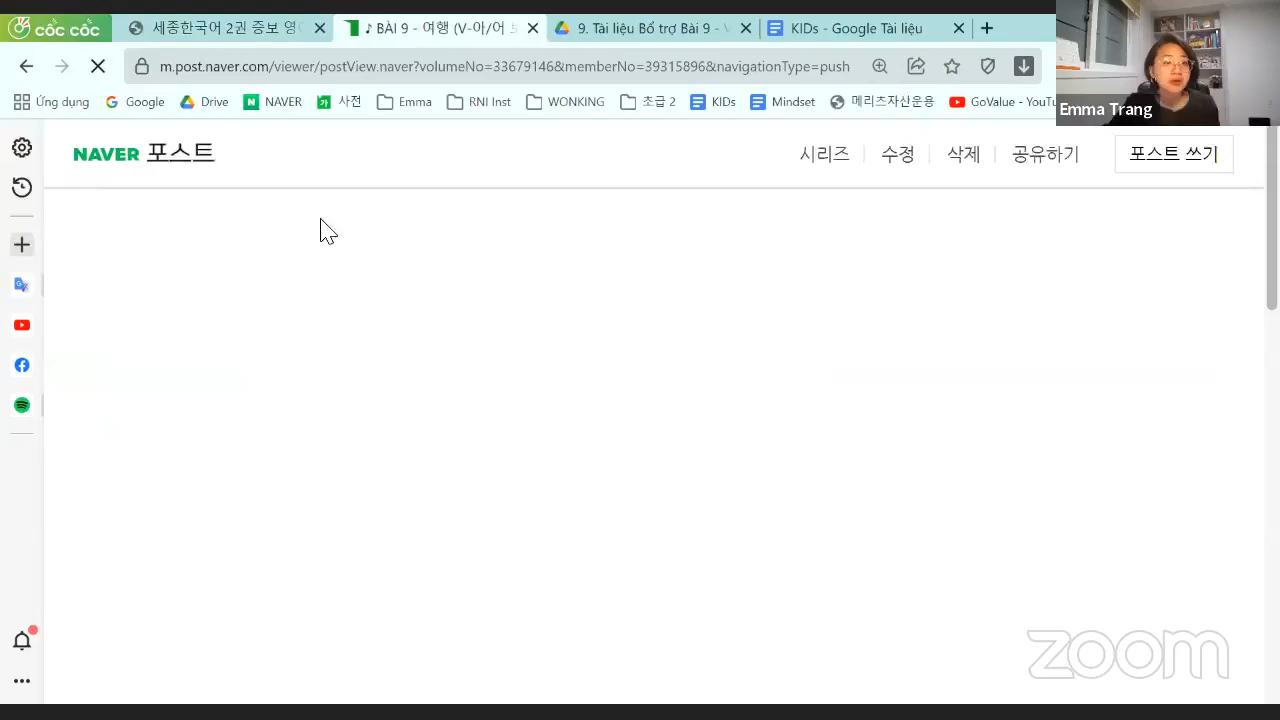 cốc cốc
세종한국어 2권 증보 영어
♪ BÀI 9 - 여행 (V-아/어 보
9. Tài liệu Bổ trợ Bài 9 - V
KIDs - Google Tài liệu
m.post.naver.com/viewer/postView.naver?volumeNo=33679146&memberNo=39315896&navigationType=push
Ứng dụng
Google
Drive
NAVER
사전
Emma
RNI Inst
WONKING
초급 2
KIDs
Mindset
메리츠자산운용
GoValue - YouTu
Emma Trang
NAVER 포스트
시리즈
수정
삭제
공유하기
포스트 쓰기
zoom